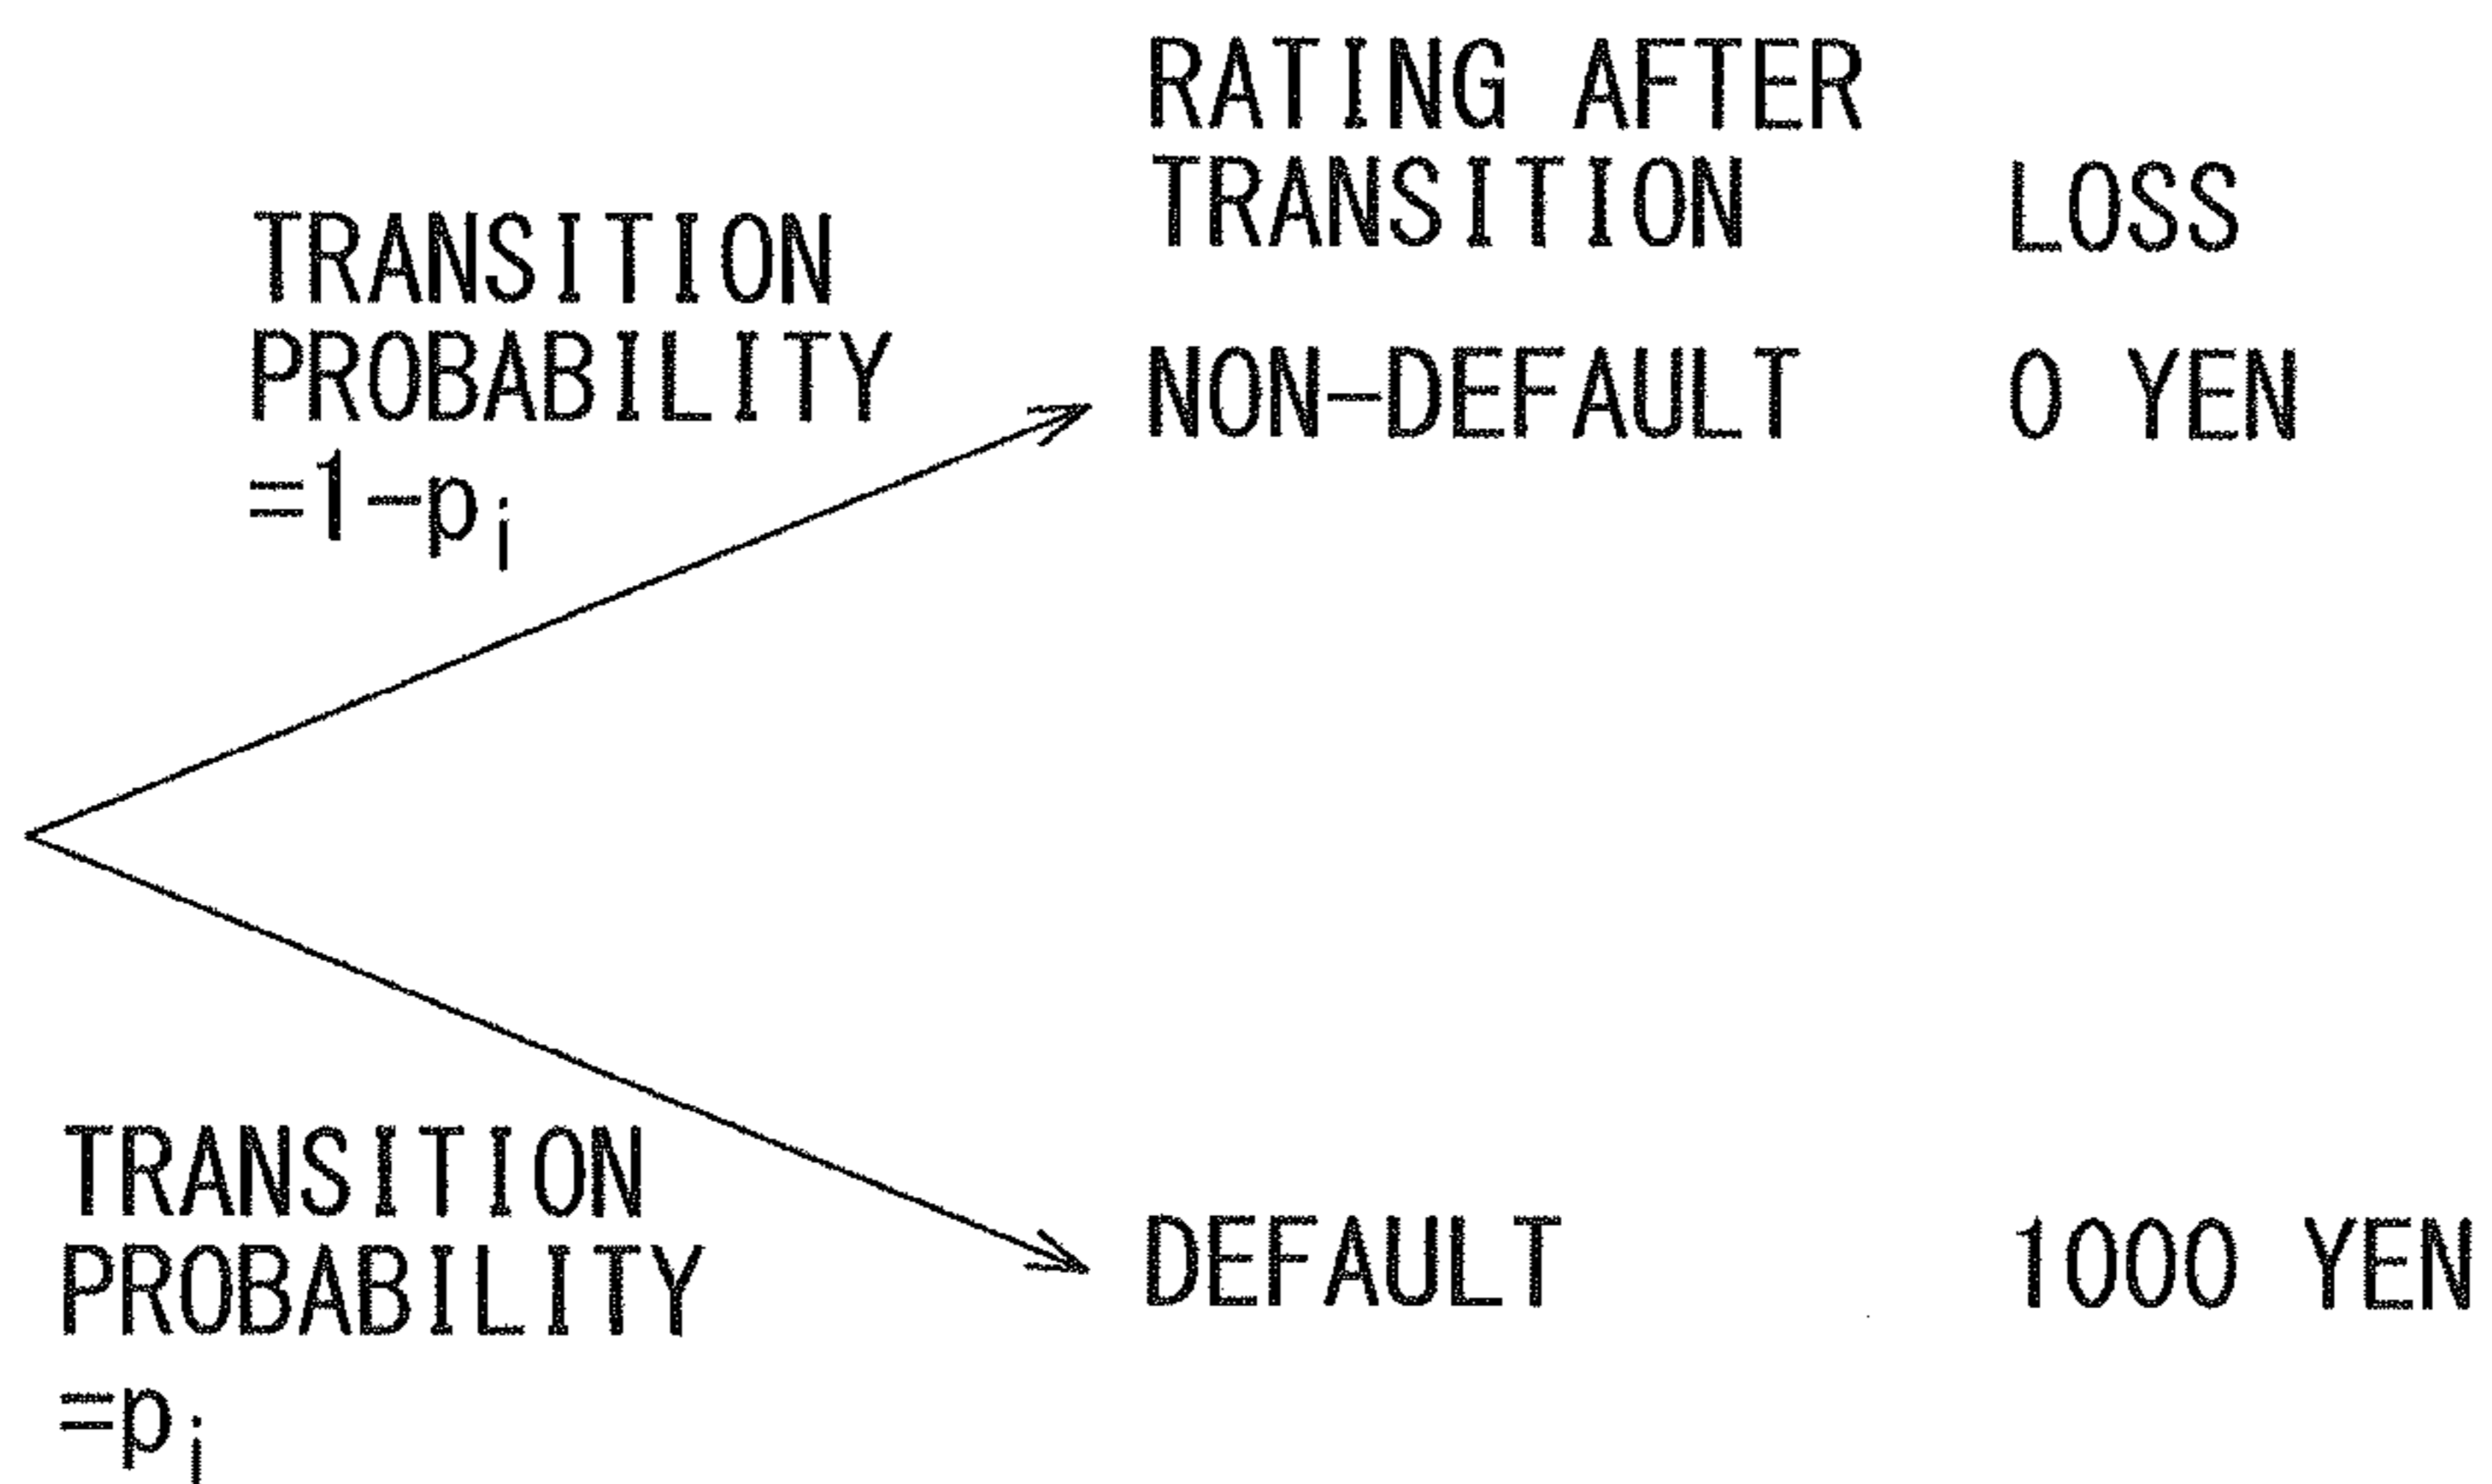 RATING AFTER
TRANSITION LOSS
TRANSITION
PROBABILITY
=1-pi
NON-DEFAULT 0 YEN
TRANSITION
PROBABILITY
=pi
DEFAULT 1000 YEN